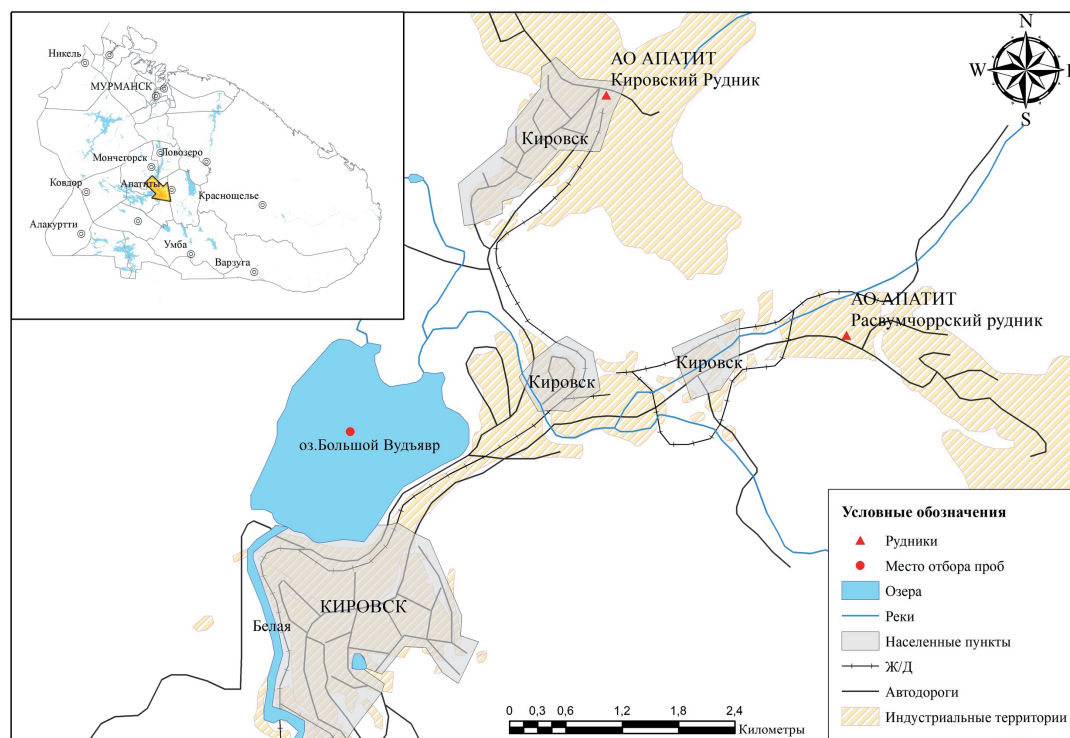 Никель
МУРМАНСК
Мончегорск
Ловозеро
Ковдор
Апатиты
Краснощелье
Алакуртти
Умба
Варзуга
АО АПАТИТ
Кировский Рудник
Кировск
N
W
E
S
АО АПАТИТ
Расвумчоррский рудник
Кировск
Кировск
оз.Большой Вудъявр
КИРОВСК
Белая
Условные обозначения
Рудники
Место отбора проб
Озера
Реки
Населенные пункты
Ж/Д
Автодороги
Индустриальные территории
0 0,3 0,6 1,2 1,8 2,4
Километры